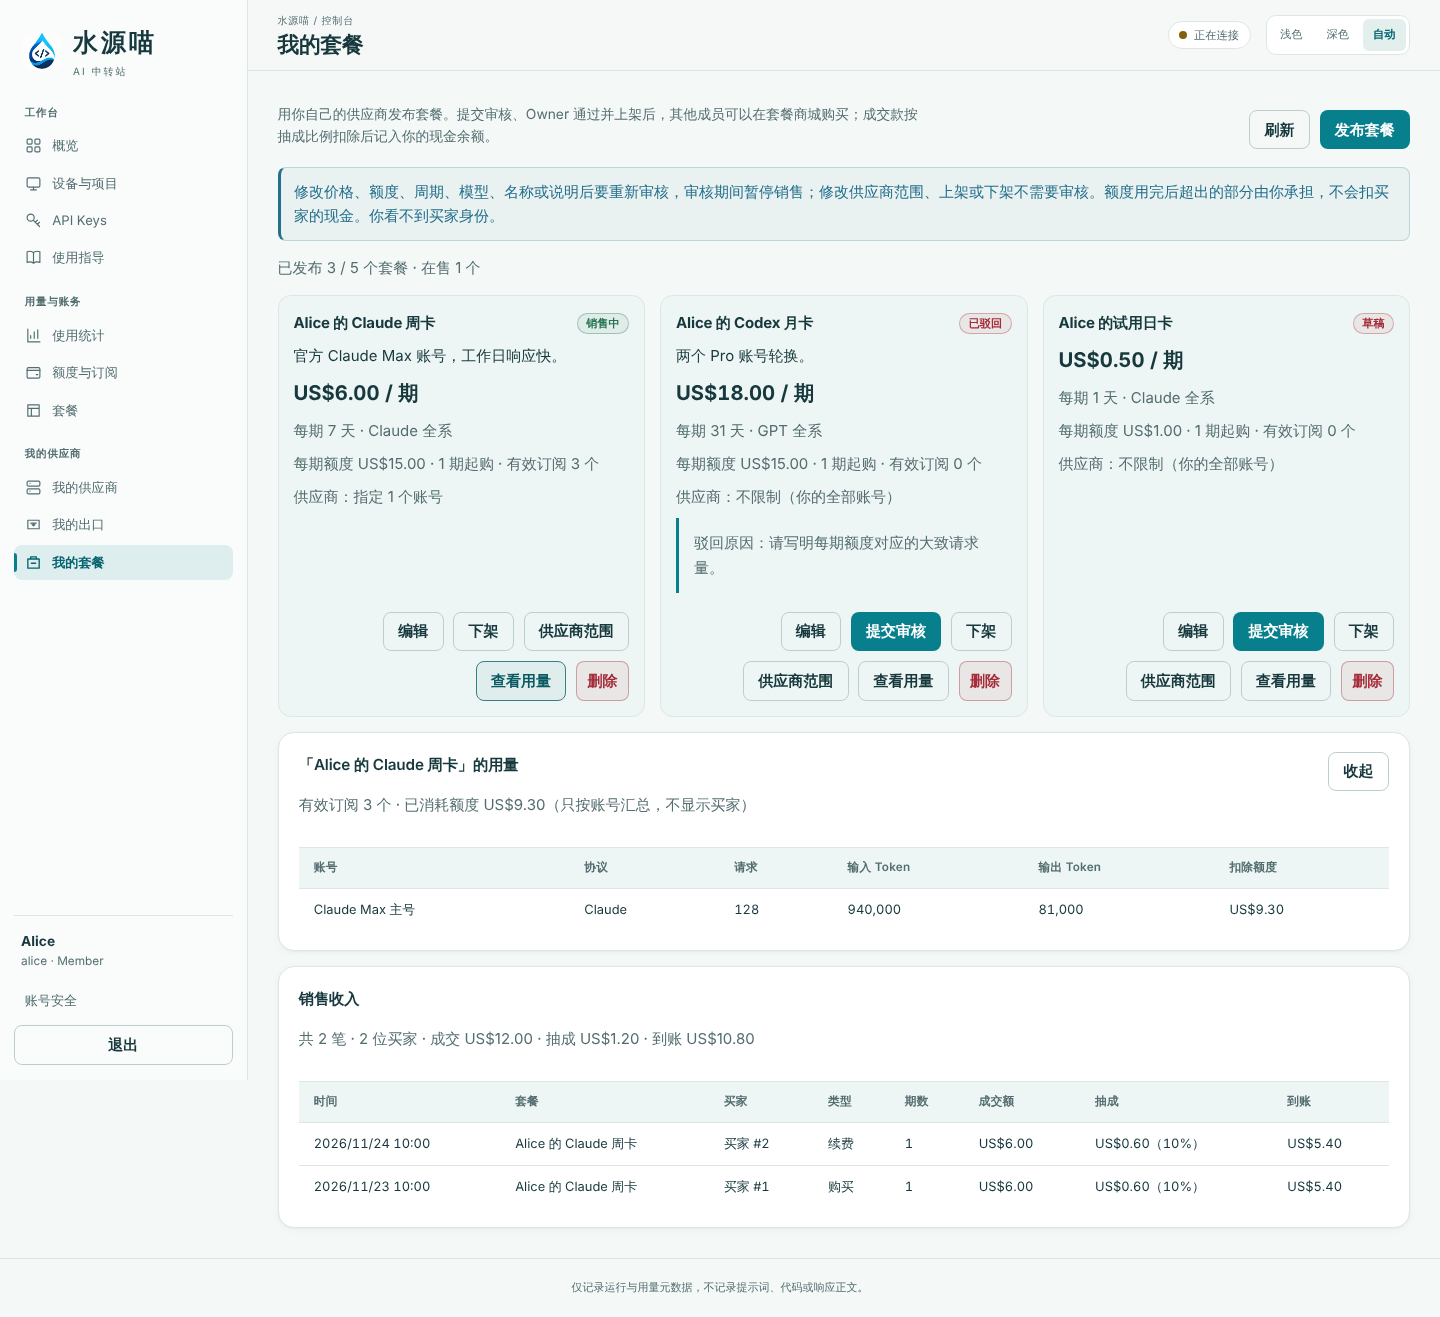 水源喵
AI 中转站
工作台
概览
设备与项目
API Keys
使用指导
用量与账务
使用统计
额度与订阅
套餐
我的供应商
我的供应商
我的出口
我的套餐
Alice
alice · Member
账号安全
退出
水源喵 / 控制台
我的套餐
正在连接
浅色
深色
自动
用你自己的供应商发布套餐。提交审核、Owner 通过并上架后，其他成员可以在套餐商城购买；成交款按
抽成比例扣除后记入你的现金余额。
刷新
发布套餐
修改价格、额度、周期、模型、名称或说明后要重新审核，审核期间暂停销售；修改供应商范围、上架或下架不需要审核。额度用完后超出的部分由你承担，不会扣买
家的现金。你看不到买家身份。
已发布 3 / 5 个套餐 · 在售 1 个
Alice 的 Claude 周卡
销售中
官方 Claude Max 账号，工作日响应快。
US$6.00 / 期
每期 7 天 · Claude 全系
每期额度 US$15.00 · 1 期起购 · 有效订阅 3 个
供应商：指定 1 个账号
编辑
下架
供应商范围
查看用量
删除
Alice 的 Codex 月卡
已驳回
两个 Pro 账号轮换。
US$18.00 / 期
每期 31 天 · GPT 全系
每期额度 US$15.00 · 1 期起购 · 有效订阅 0 个
供应商：不限制（你的全部账号）
驳回原因：请写明每期额度对应的大致请求
量。
编辑
提交审核
下架
供应商范围
查看用量
删除
Alice 的试用日卡
草稿
US$0.50 / 期
每期 1 天 · Claude 全系
每期额度 US$1.00 · 1 期起购 · 有效订阅 0 个
供应商：不限制（你的全部账号）
编辑
提交审核
下架
供应商范围
查看用量
删除
「Alice 的 Claude 周卡」的用量
收起
有效订阅 3 个 · 已消耗额度 US$9.30（只按账号汇总，不显示买家）
账号 协议 请求 输入 Token 输出 Token 扣除额度
Claude Max 主号 Claude 128 940,000 81,000 US$9.30
销售收入
共 2 笔 · 2 位买家 · 成交 US$12.00 · 抽成 US$1.20 · 到账 US$10.80
时间 套餐 买家 类型 期数 成交额 抽成 到账
2026/11/24 10:00 Alice 的 Claude 周卡 买家 #2 续费 1 US$6.00 US$0.60（10%） US$5.40
2026/11/23 10:00 Alice 的 Claude 周卡 买家 #1 购买 1 US$6.00 US$0.60（10%） US$5.40
仅记录运行与用量元数据，不记录提示词、代码或响应正文。